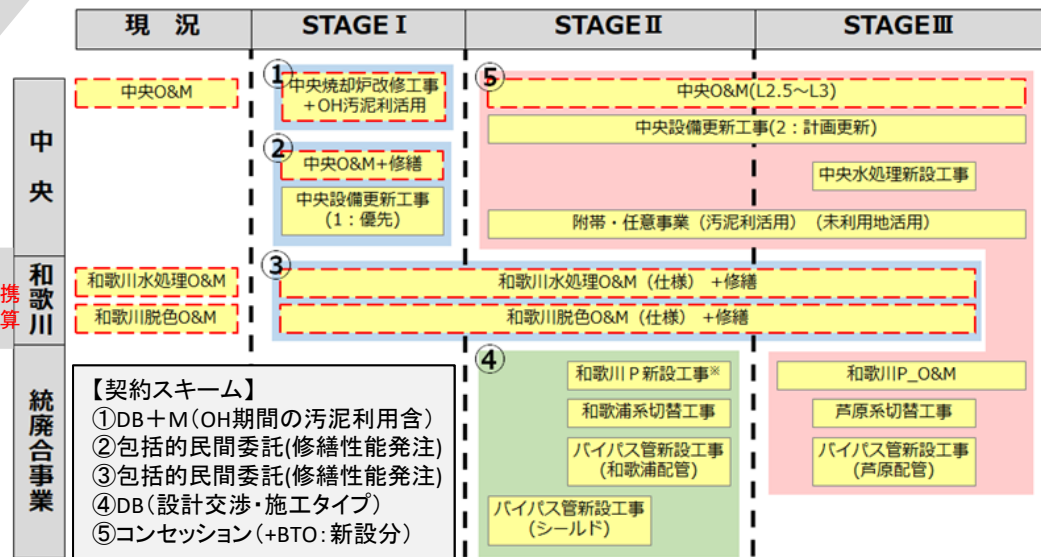 現 況
STAGEⅠ
STAGEⅡ
STAGEⅢ
中央
①
中央O&M
中央焼却炉改修工事
+OH汚泥利活用
②
中央O&M+修繕
中央設備更新工事
(1:優先)
⑤
中央O&M(L2.5~L3)
中央設備更新工事(2:計画更新)
中央水処理新設工事
附帯・任意事業(汚泥利活用)(未利用地活用)
携
算
和歌川
③
和歌川水処理O&M
和歌川水処理O&M(仕様)+修繕
和歌川脱色O&M
和歌川脱色O&M(仕様)+修繕
統廃合事業
④
和歌川P新設工事※
和歌浦系切替工事
バイパス管新設工事
(和歌浦配管)
バイパス管新設工事
(シールド)
和歌川P_O&M
芦原系切替工事
バイパス管新設工事
(芦原配管)
【契約スキーム】
①DB+M(OH期間の汚泥利用含)
②包括的民間委託(修繕性能発注)
③包括的民間委託(修繕性能発注)
④DB(設計交渉・施工タイプ)
⑤コンセッション(+BTO:新設分)